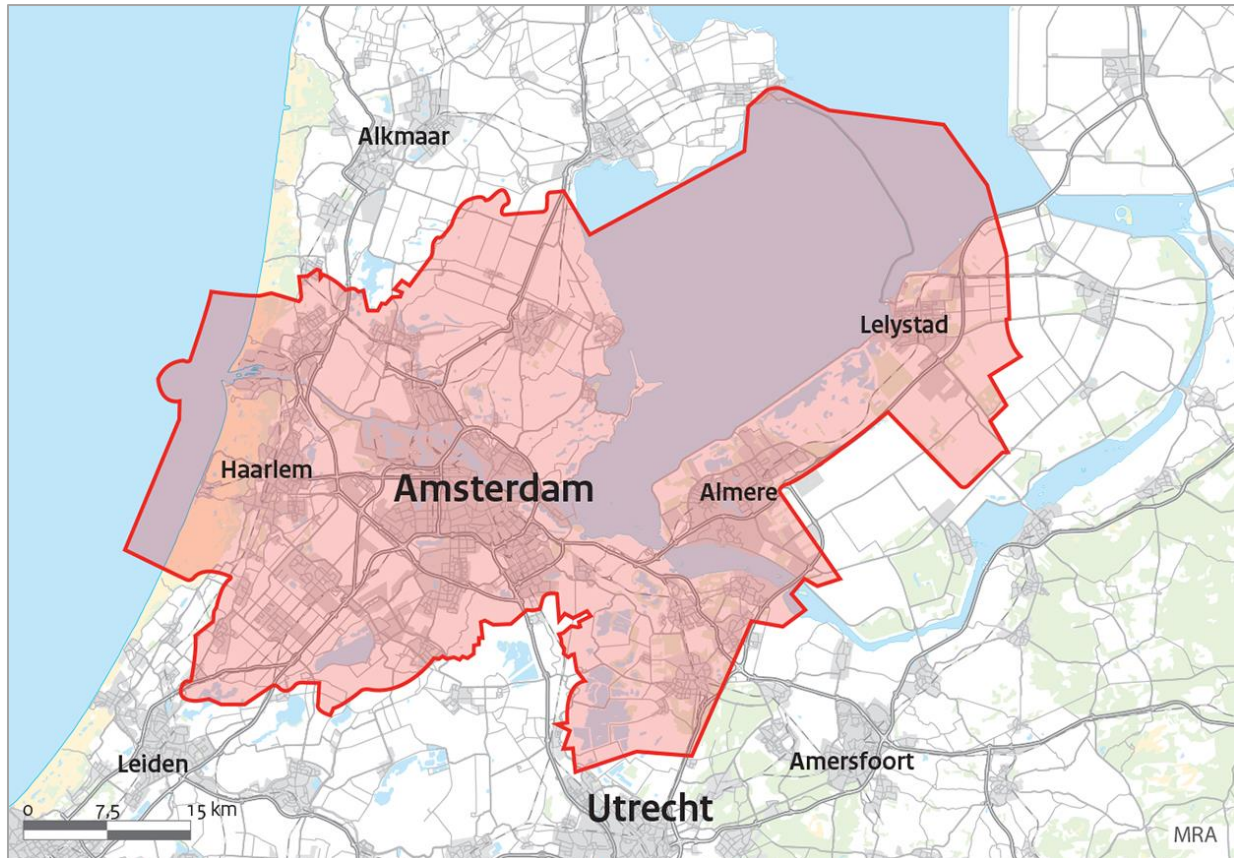 Alkmaar
Lelystad
Haarlem
Amsterdam
Almere
Leiden
Amersfoort
Utrecht
0 7,5 15 km
MRA